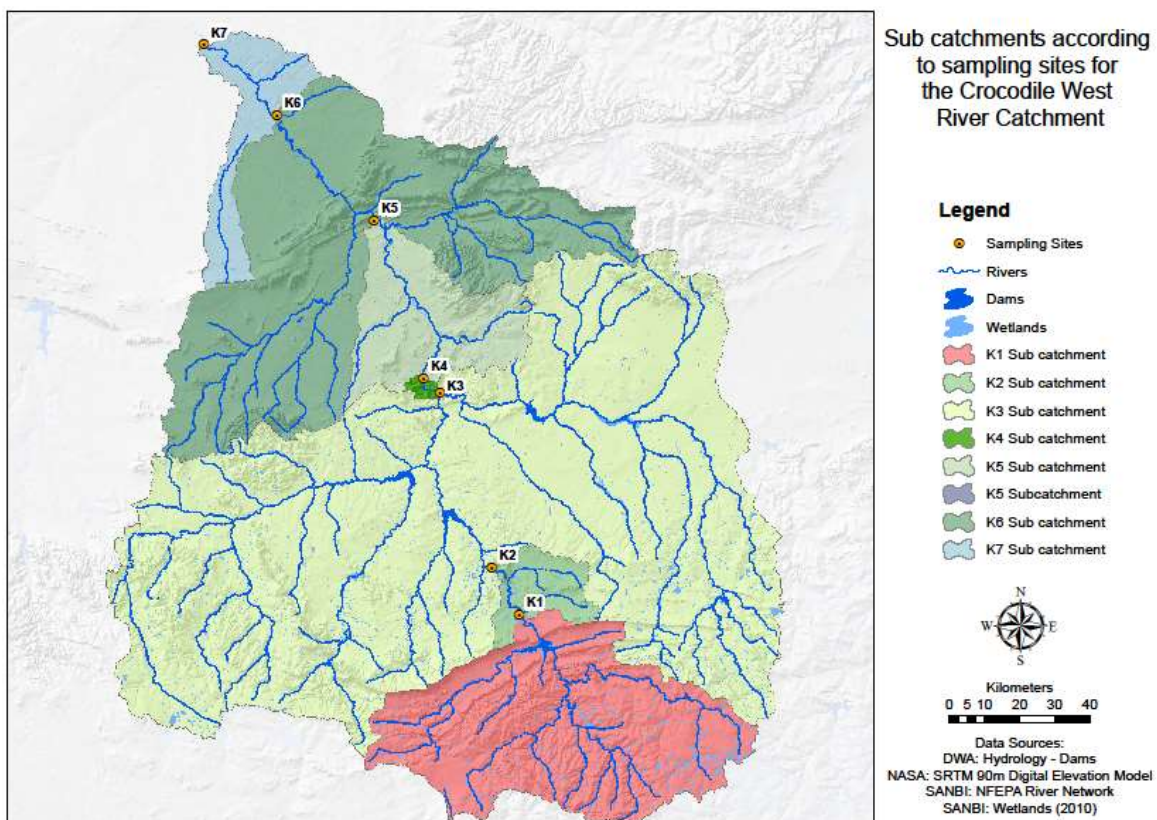 K7
K6
K5
K4
K3
K2
K1
Sub catchments according
to sampling sites for
the Crocodile West
River Catchment
Legend
Sampling Sites
Rivers
Dams
Wetlands
K1 Sub catchment
K2 Sub catchment
K3 Sub catchment
K4 Sub catchment
K5 Sub catchment
K5 Subcatchment
K6 Sub catchment
K7 Sub catchment
N
W E
S
Kilometers
0 5 10 20 30 40
Data Sources:
DWA: Hydrology - Dams
NASA: SRTM 90m Digital Elevation Model
SANBI: NFEPA River Network
SANBI: Wetlands (2010)